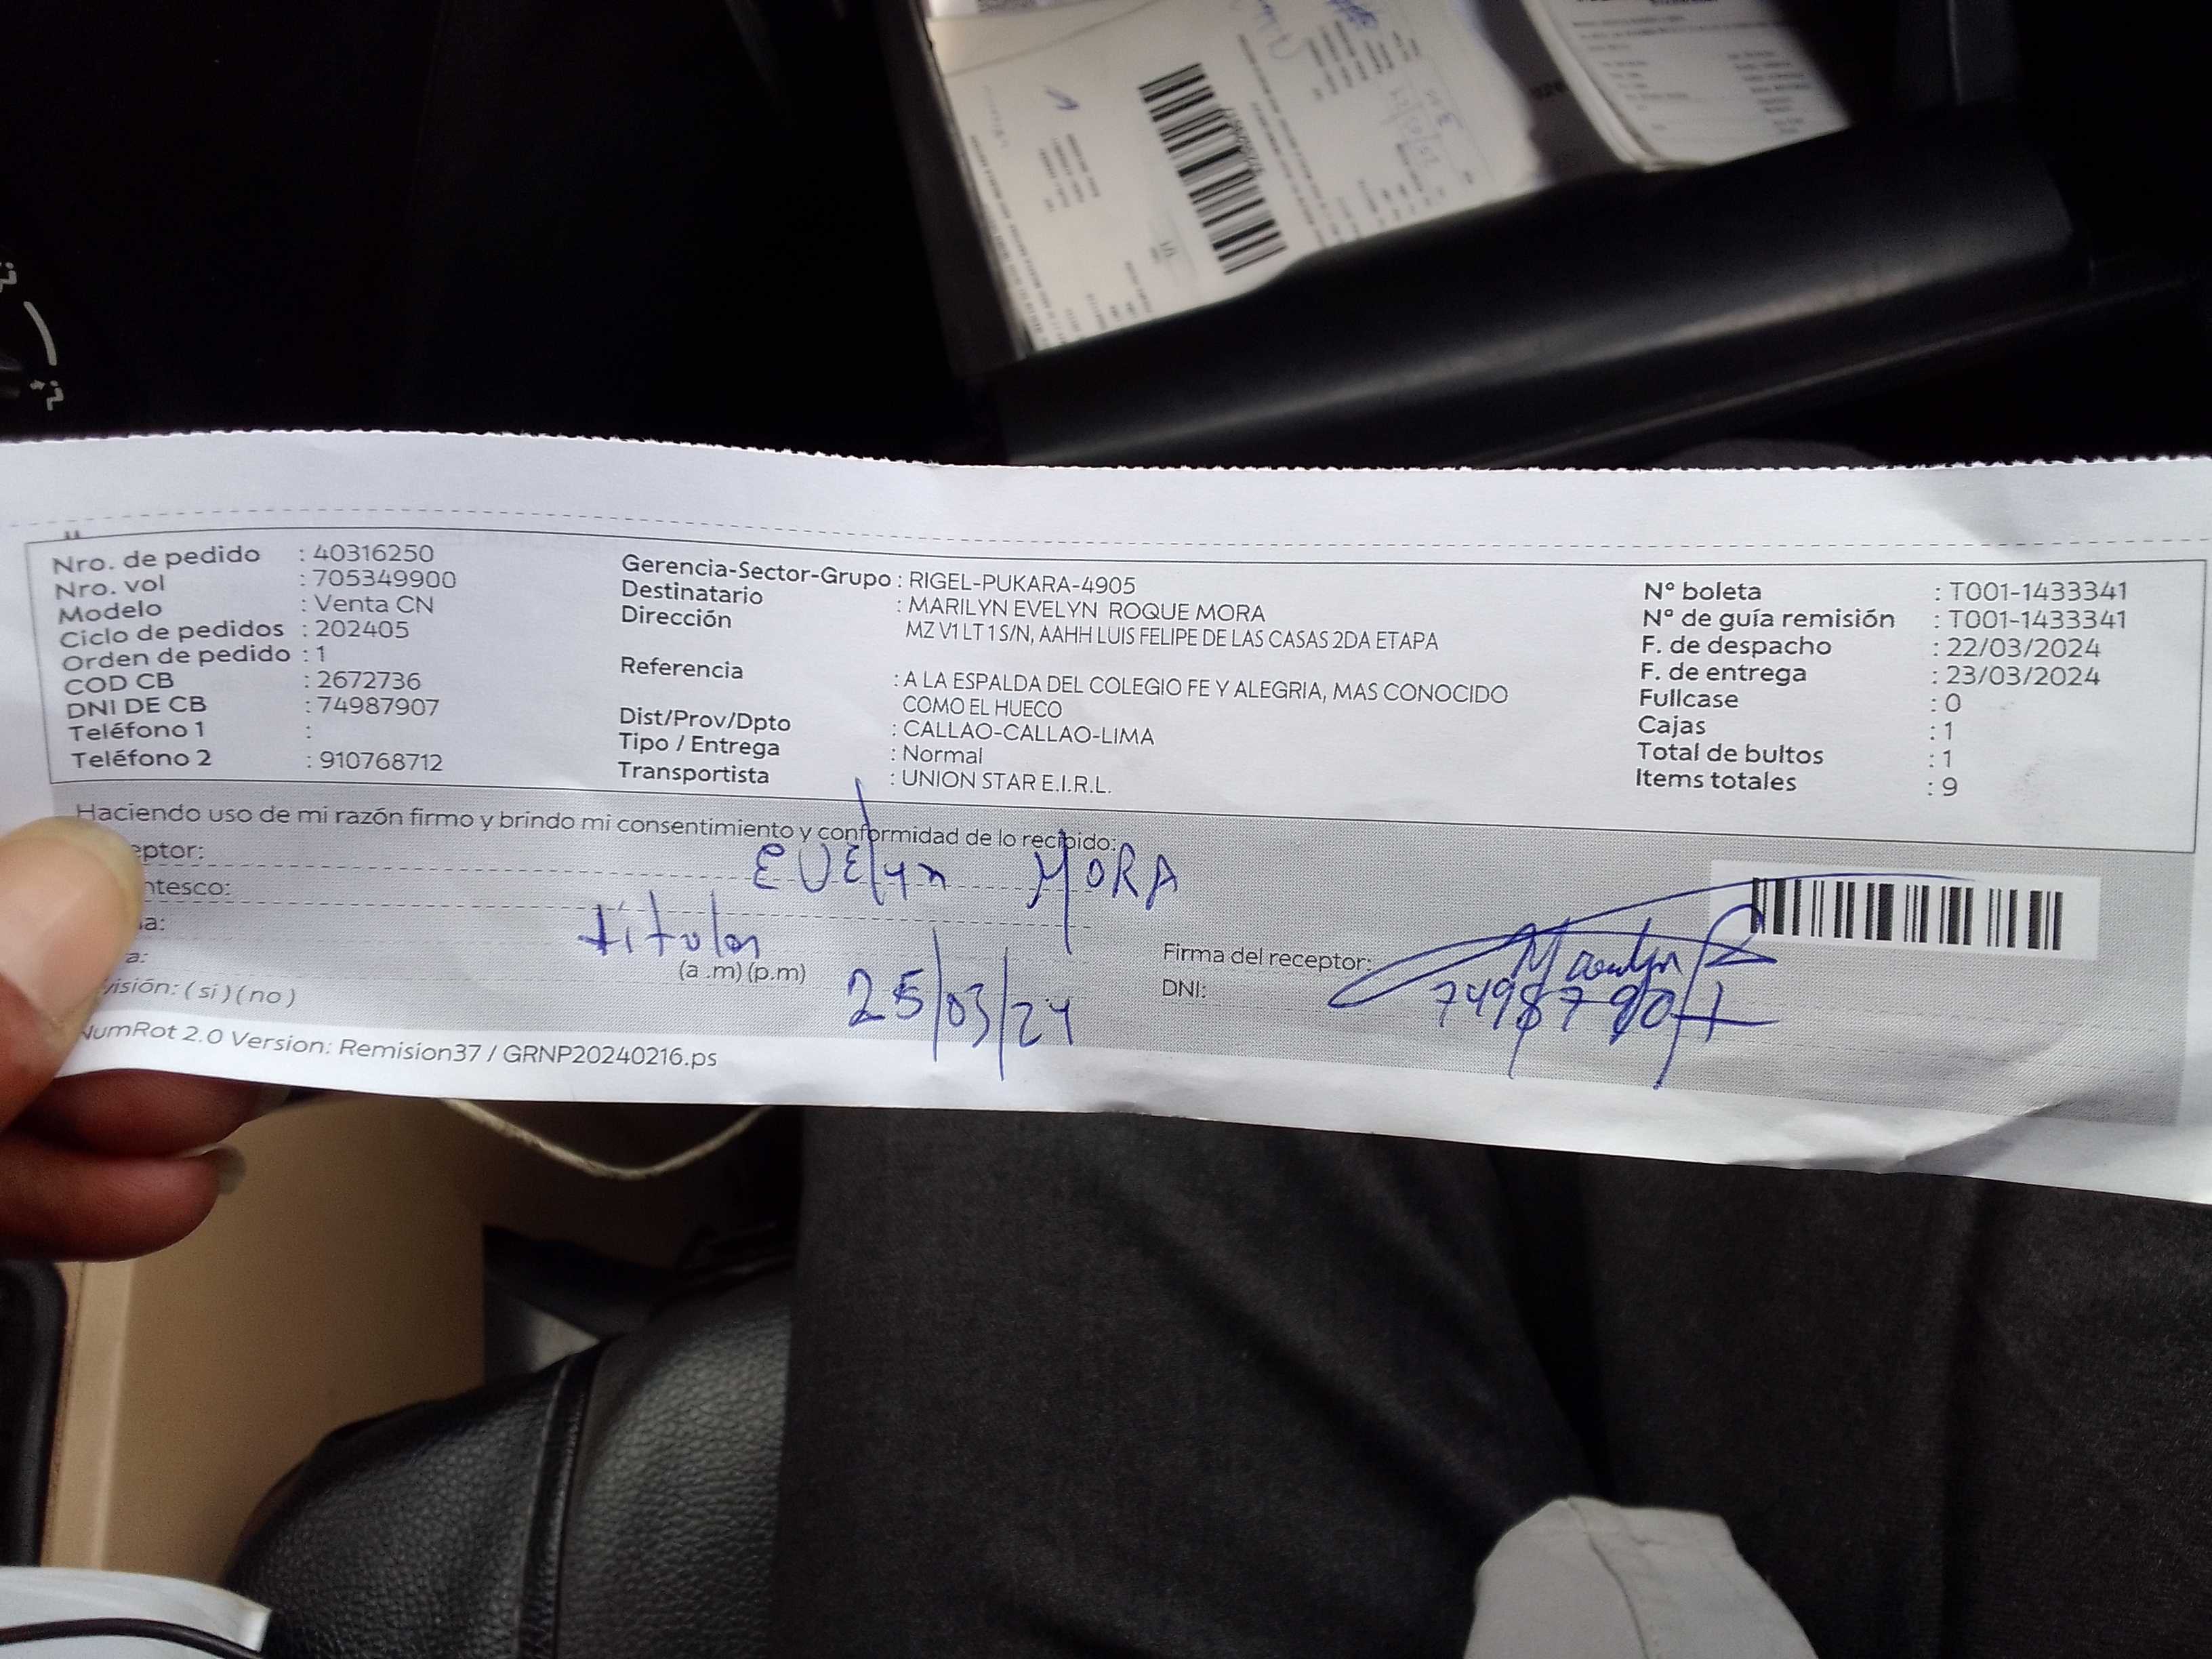 Nro. de pedido : 40316250
Nro. vol : 705349900
Modelo : Venta CN
Ciclo de pedidos : 202405
Orden de pedido : 1
COD CB : 2672736
DNI DE CB : 74987907
Teléfono 1 :
Teléfono 2 : 910768712
Gerencia-Sector-Grupo : RIGEL-PUKARA-4905
Destinatario : MARILYN EVELYN ROQUE MORA
Dirección MZ V1 LT 1 S/N, AAHH LUIS FELIPE DE LAS CASAS 2DA ETAPA
Referencia : A LA ESPALDA DEL COLEGIO FE Y ALEGRIA, MAS CONOCIDO
COMO EL HUECO
Dist/Prov/Dpto : CALLAO-CALLAO-LIMA
Tipo / Entrega : Normal
Transportista : UNION STAR E.I.R.L.
Nº boleta : T001-1433341
Nº de guía remisión : T001-1433341
F. de despacho : 22/03/2024
F. de entrega : 23/03/2024
Fullcase : 0
Cajas : 1
Total de bultos : 1
Items totales : 9
Haciendo uso de mi razón firmo y brindo mi consentimiento y conformidad de lo recibido:
eptor: EVElyn MORA
ntesco: titular
a:
a: (a .m) (p.m) 25/03/24
isión: ( si ) ( no )
Firma del receptor:
DNI: 74987907
NumRot 2.0 Version: Remision37 / GRNP20240216.ps